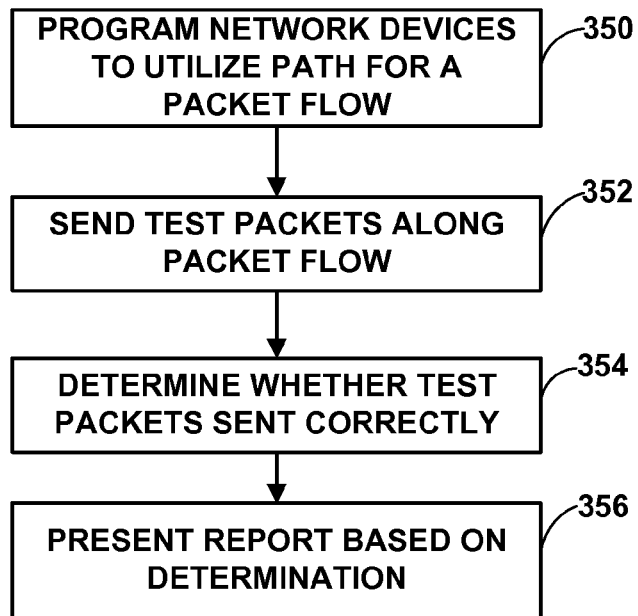 PROGRAM NETWORK DEVICES
TO UTILIZE PATH FOR A
PACKET FLOW
350
SEND TEST PACKETS ALONG
PACKET FLOW
352
DETERMINE WHETHER TEST
PACKETS SENT CORRECTLY
354
PRESENT REPORT BASED ON
DETERMINATION
356